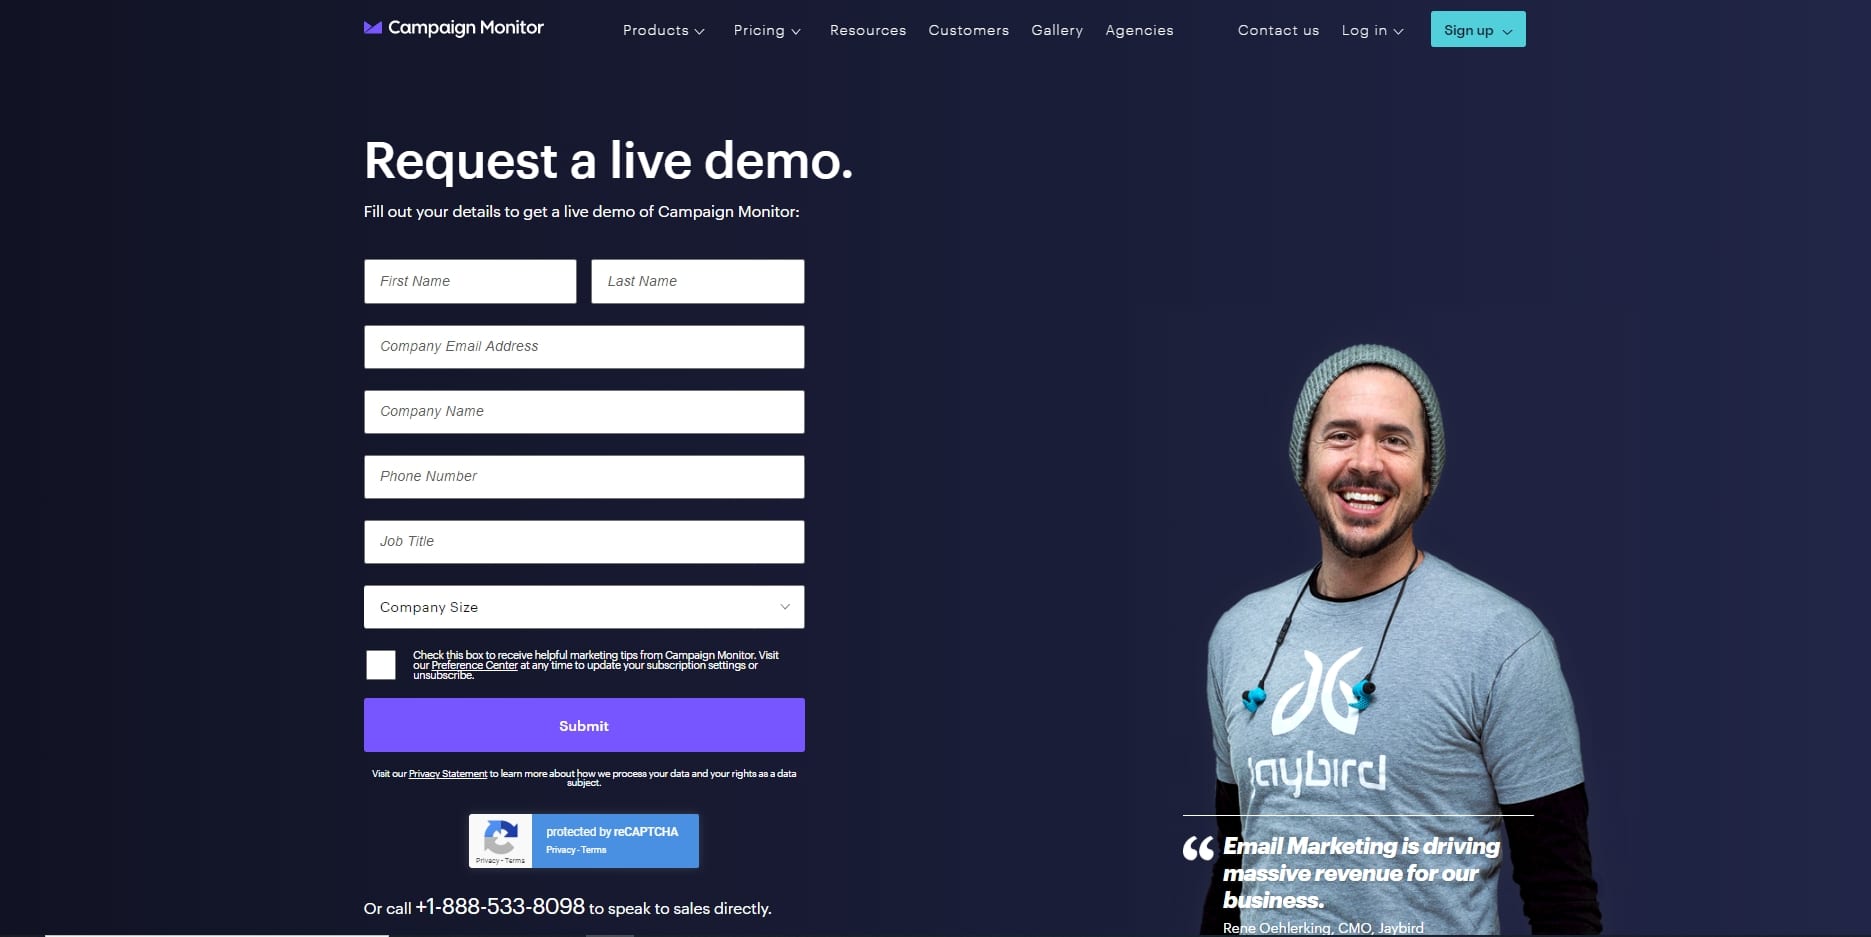 Campaign Monitor
Products
Pricing
Resources
Customers
Gallery
Agencies
Contact us
Log in
Sign up
Request a live demo.
Fill out your details to get a live demo of Campaign Monitor:
First Name
Last Name
Company Email Address
Company Name
Phone Number
Job Title
Company Size
Check this box to receive helpful marketing tips from Campaign Monitor. Visit
our Preference Center at any time to update your subscription settings or
unsubscribe.
Submit
Visit our Privacy Statement to learn more about how we process your data and your rights as a data
subject.
Privacy - Terms
protected by reCAPTCHA
Privacy - Terms
Or call +1-888-533-8098 to speak to sales directly.
jaybird
Email Marketing is driving
massive revenue for our
business.
Rene Oehlerking, CMO, Jaybird